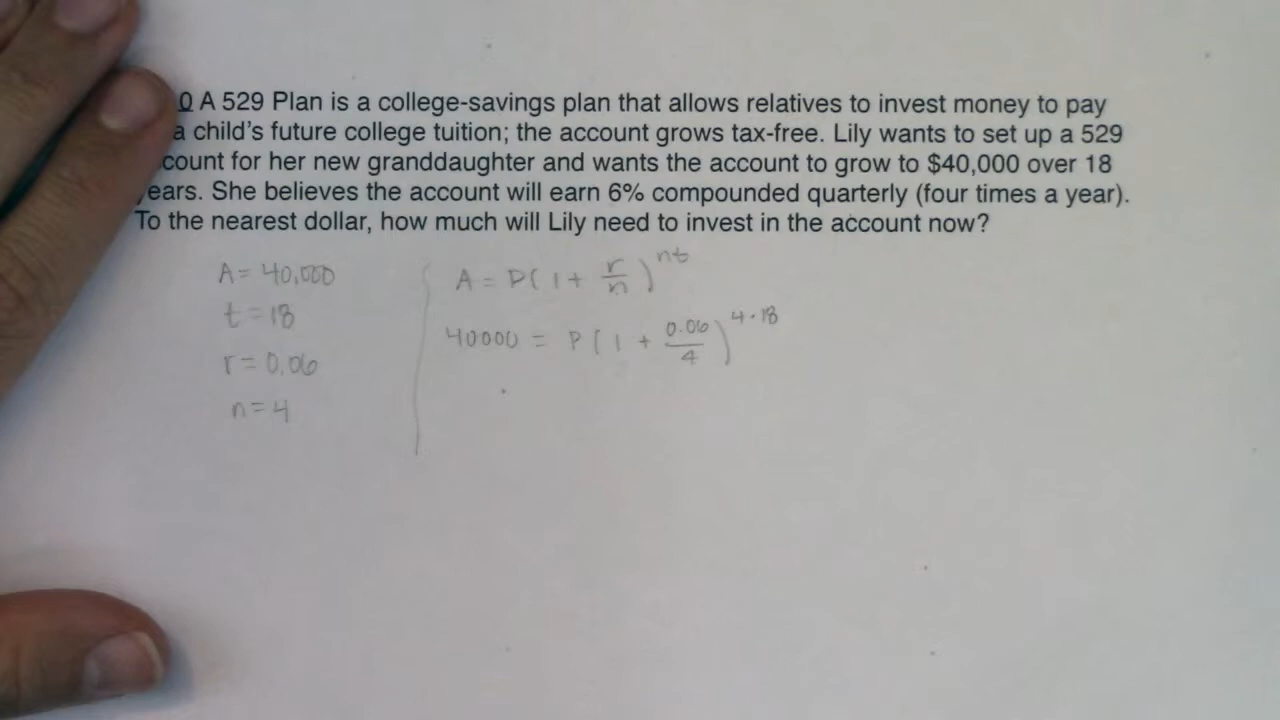 0 A 529 Plan is a college-savings plan that allows relatives to invest money to pay
a child's future college tuition; the account grows tax-free. Lily wants to set up a 529
count for her new granddaughter and wants the account to grow to $40,000 over 18
ears. She believes the account will earn 6% compounded quarterly (four times a year).
To the nearest dollar, how much will Lily need to invest in the account now?
A = 40,000
t = 18
r = 0.06
n = 4
A = P(1 + r/n)^nt
40000 = P(1 + 0.06/4)^4·18